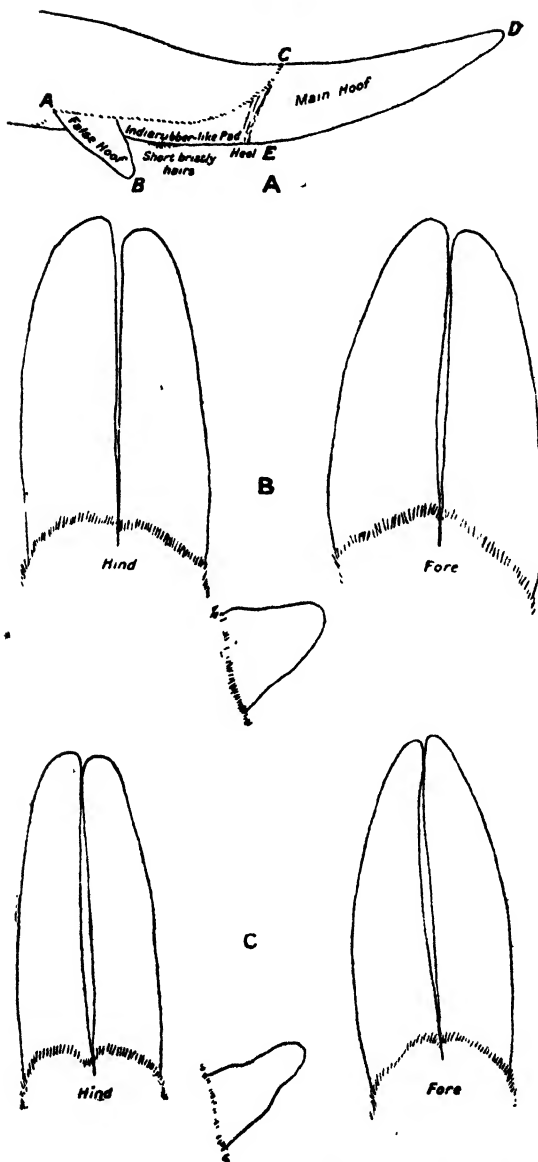 D
C
Main Hoof
A
False Hoof
Indiarubber-like Pad
Short bristly
hairs
Heel
E
B
A
B
Hind
Fore
C
Hind
Fore